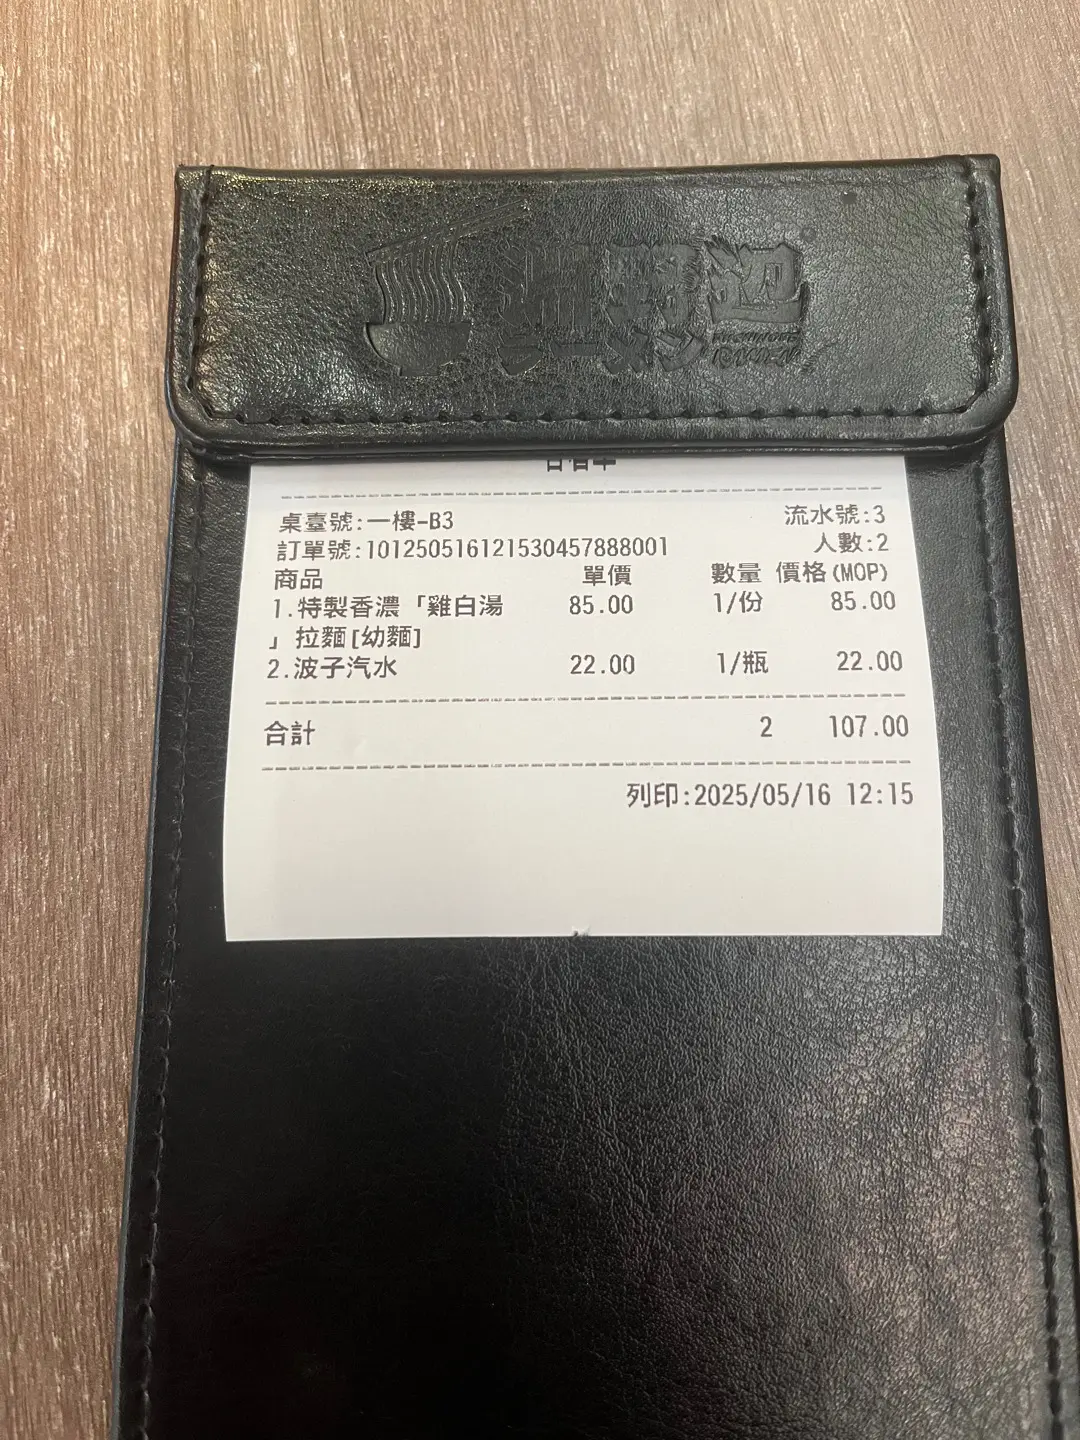 桌臺號:一樓-B3 流水號:3
訂單號:101250516121530457888001 人數:2
商品 單價 數量 價格(MOP)
1.特製香濃「雞白湯 85.00 1/份 85.00
」拉麵[幼麵]
2.波子汽水 22.00 1/瓶 22.00
合計 2 107.00
列印:2025/05/16 12:15